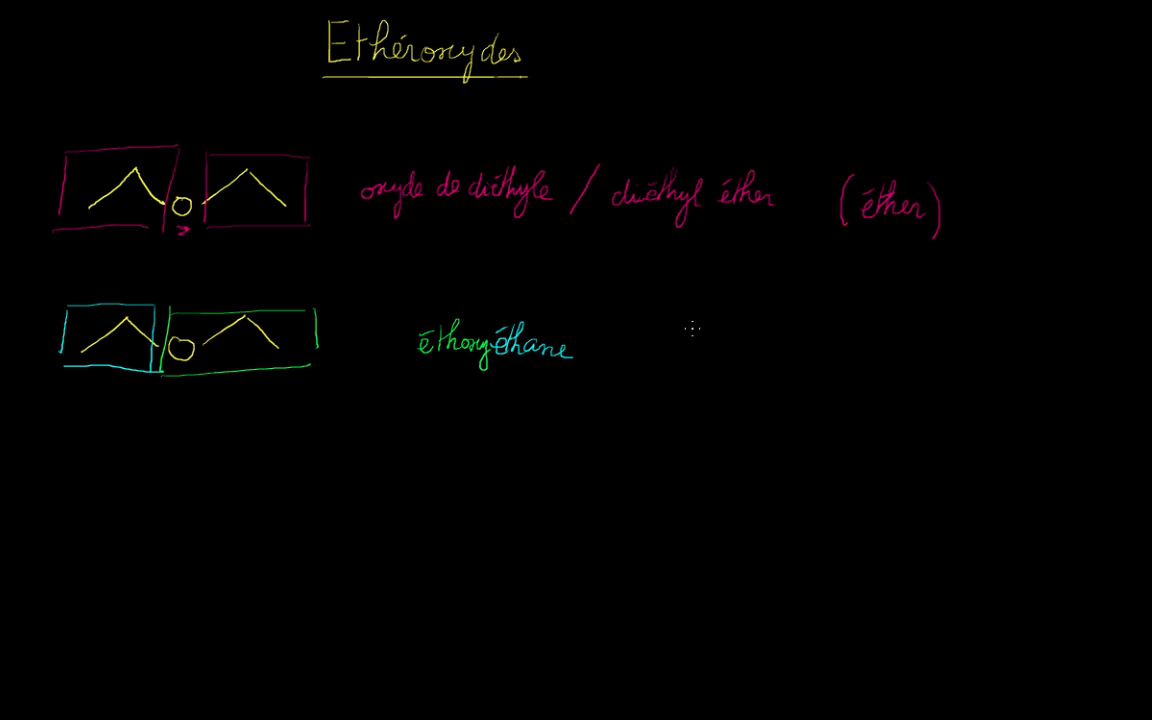 Ethéroxydes
O oxyde de diéthyle / diéthyl éther (éther)
O éthoxyéthane